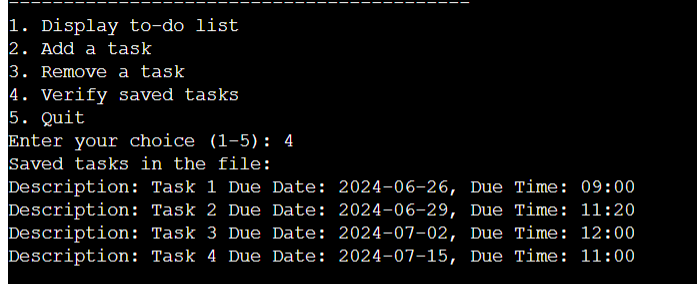 1. Display to-do list
2. Add a task
3. Remove a task
4. Verify saved tasks
5. Quit
Enter your choice (1-5): 4
Saved tasks in the file:
Description: Task 1 Due Date: 2024-06-26, Due Time: 09:00
Description: Task 2 Due Date: 2024-06-29, Due Time: 11:20
Description: Task 3 Due Date: 2024-07-02, Due Time: 12:00
Description: Task 4 Due Date: 2024-07-15, Due Time: 11:00